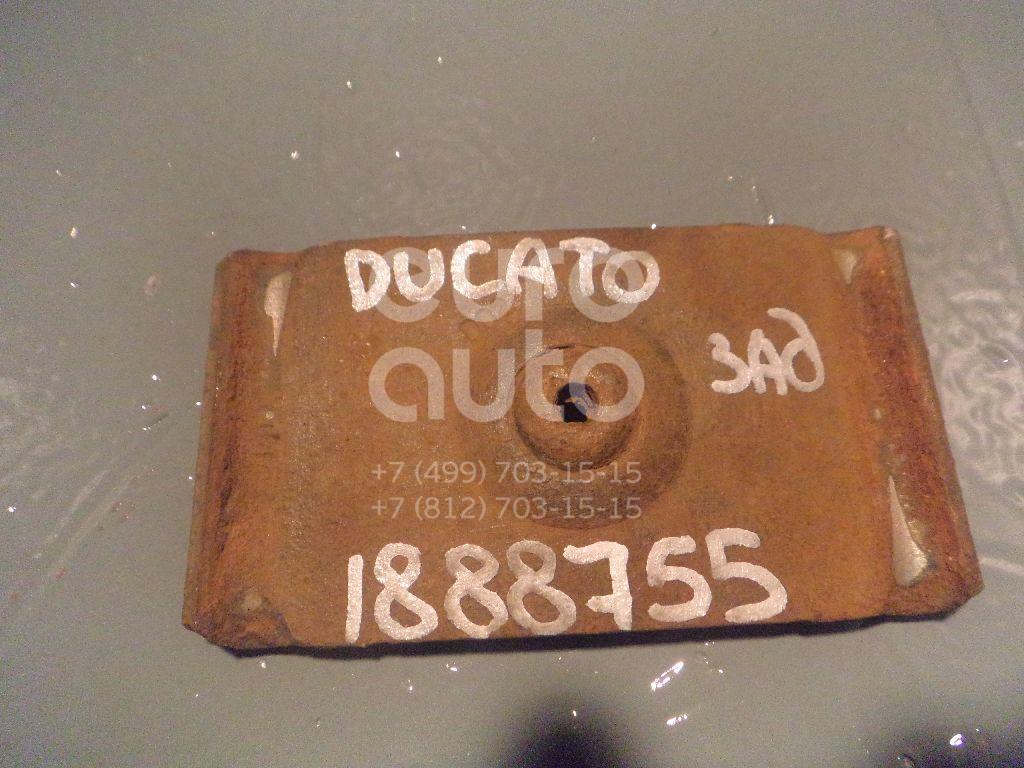 DUCATO
ЗАд
euro
auto
+7 (499) 703-15-15
+7 (812) 703-15-15
1888755